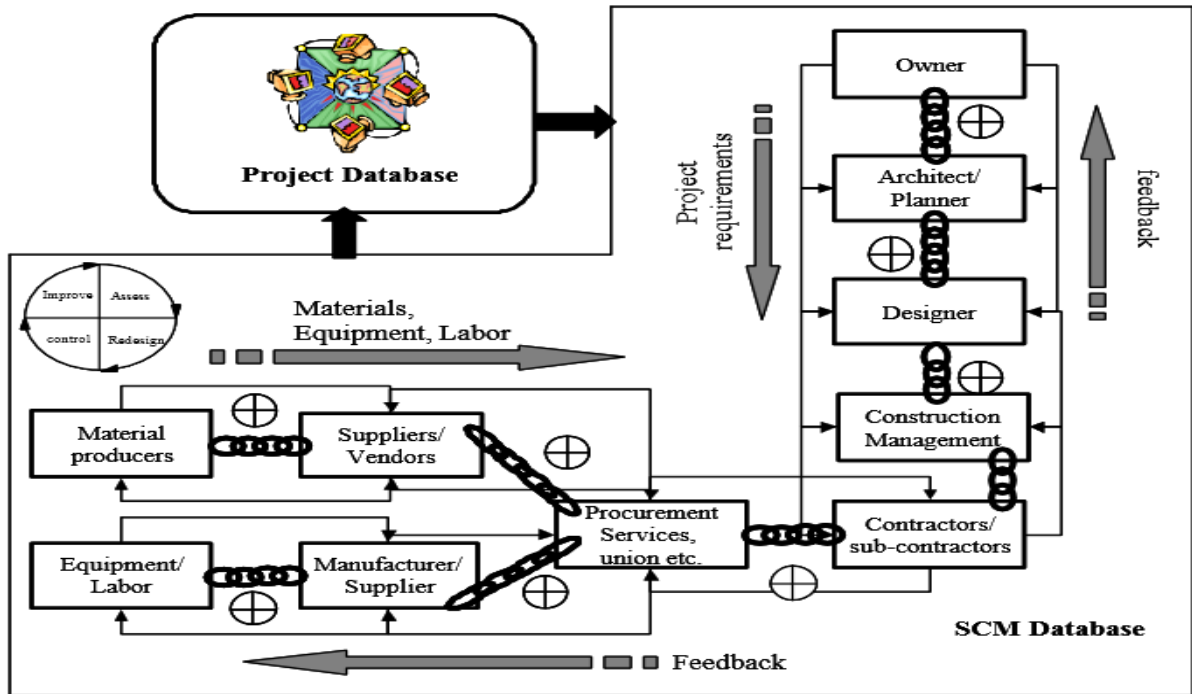 Project Database
Owner
Project
requirements
Architect/
Planner
feedback
Designer
Improve
Assess
control
Redesign
Materials,
Equipment, Labor
Construction
Management
Material
producers
Suppliers/
Vendors
Procurement
Services,
union etc.
Contractors/
sub-contractors
Equipment/
Labor
Manufacturer/
Supplier
SCM Database
Feedback